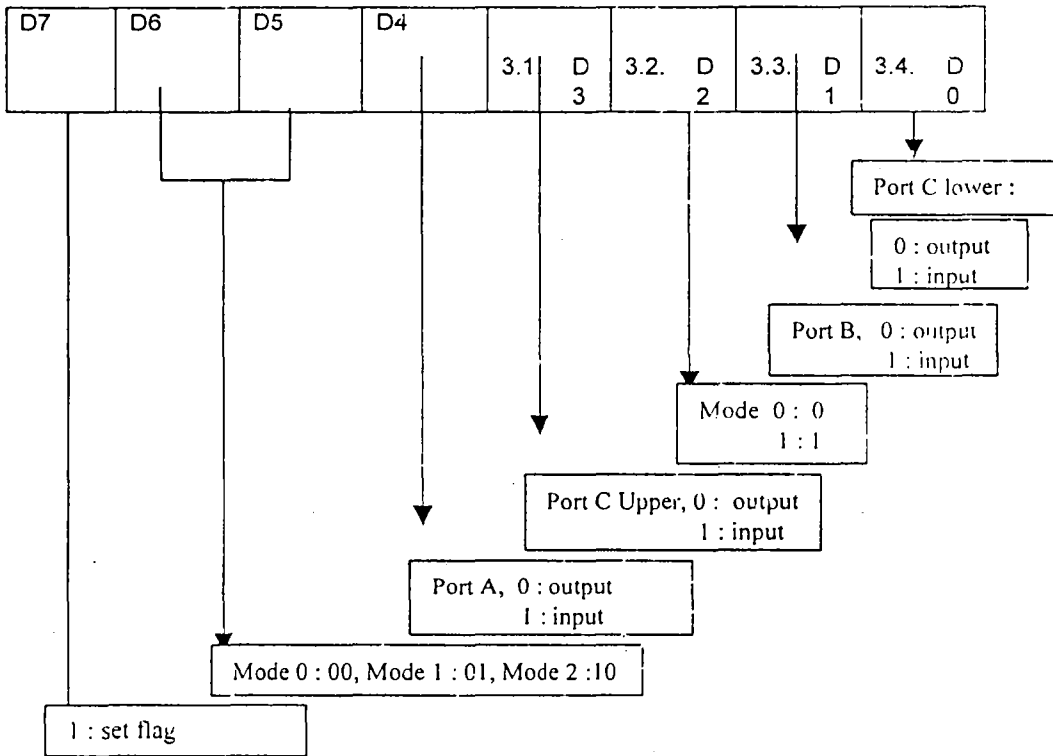 D7 D6 D5 D4
3.1 D 3.2. D 3.3. D 3.4. D
3 2 1 0
Port C lower :
0 : output
1 : input
Port B, 0 : output
1 : input
Mode 0 : 0
1 : 1
Port C Upper, 0 : output
1 : input
Port A, 0 : output
1 : input
Mode 0 : 00, Mode 1 : 01, Mode 2 :10
1 : set flag